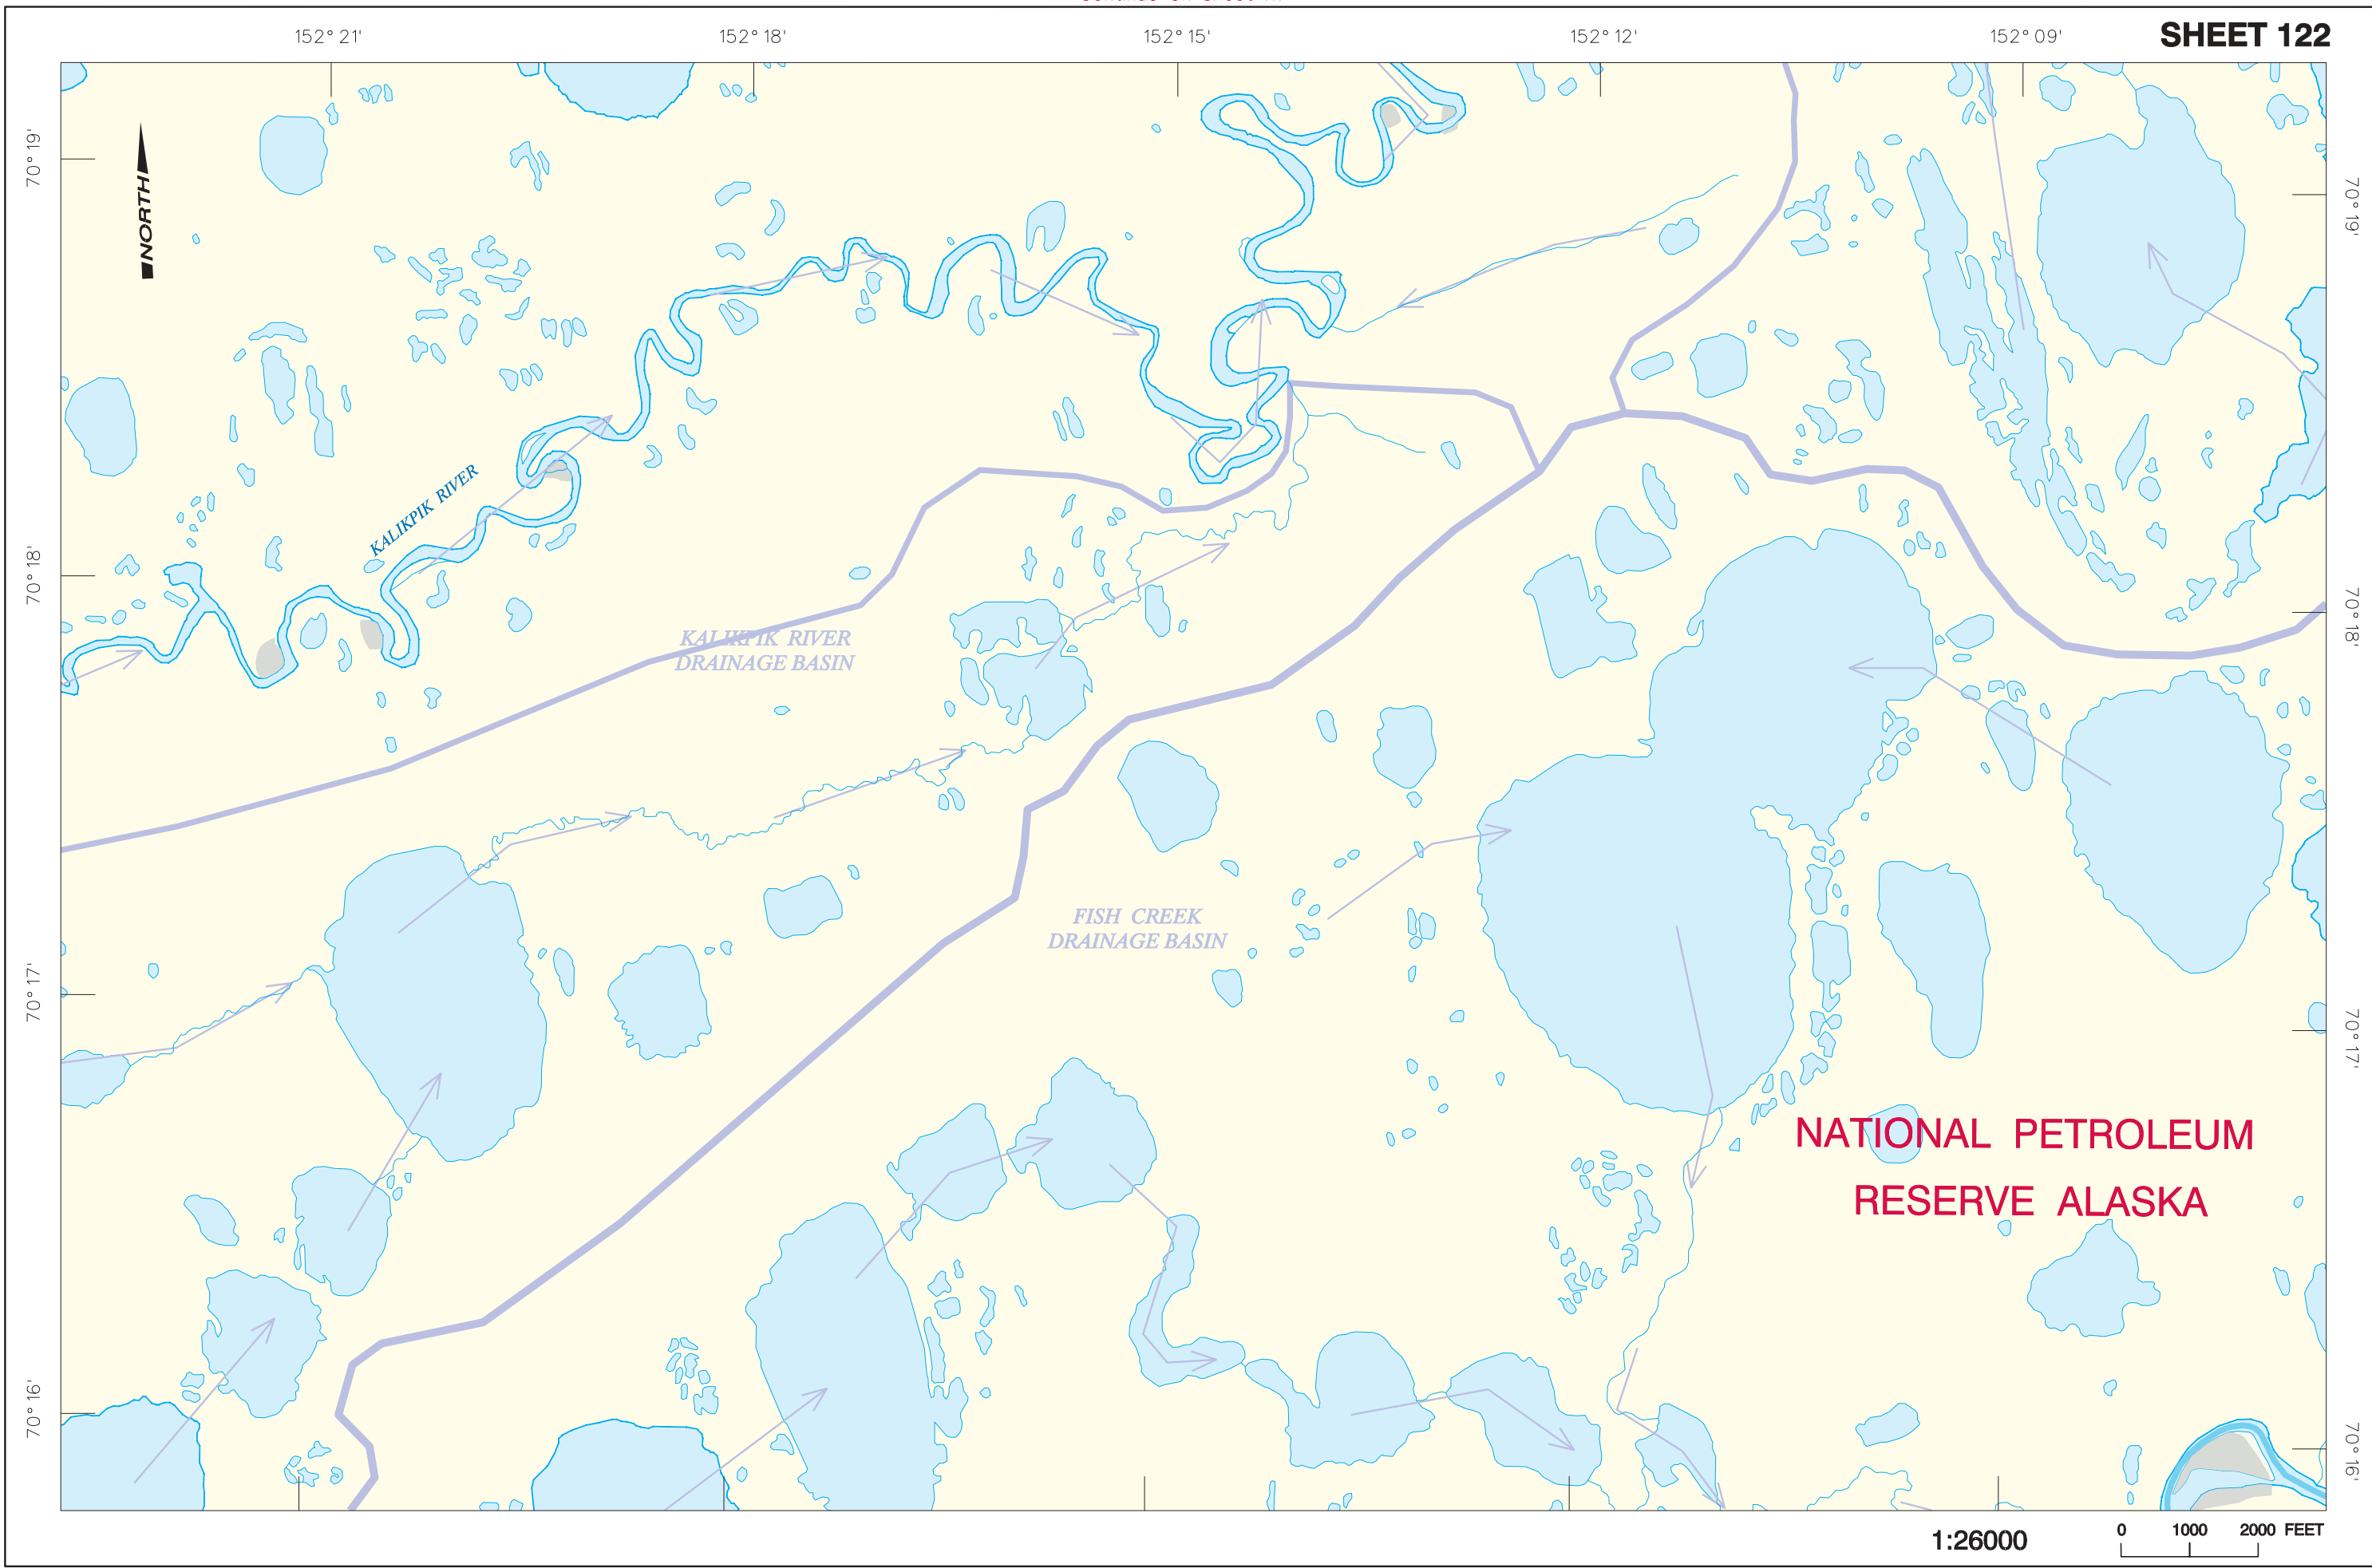 SHEET 122
152° 21'
152° 18'
152° 15'
152° 12'
152° 09'
70° 19'
70° 19'
NORTH
KALIKPIK RIVER
70° 18'
70° 18'
KALIKPIK RIVER
DRAINAGE BASIN
FISH CREEK
DRAINAGE BASIN
70° 17'
70° 17'
NATIONAL PETROLEUM
RESERVE ALASKA
70° 16'
70° 16'
1:26000
0 1000 2000 FEET